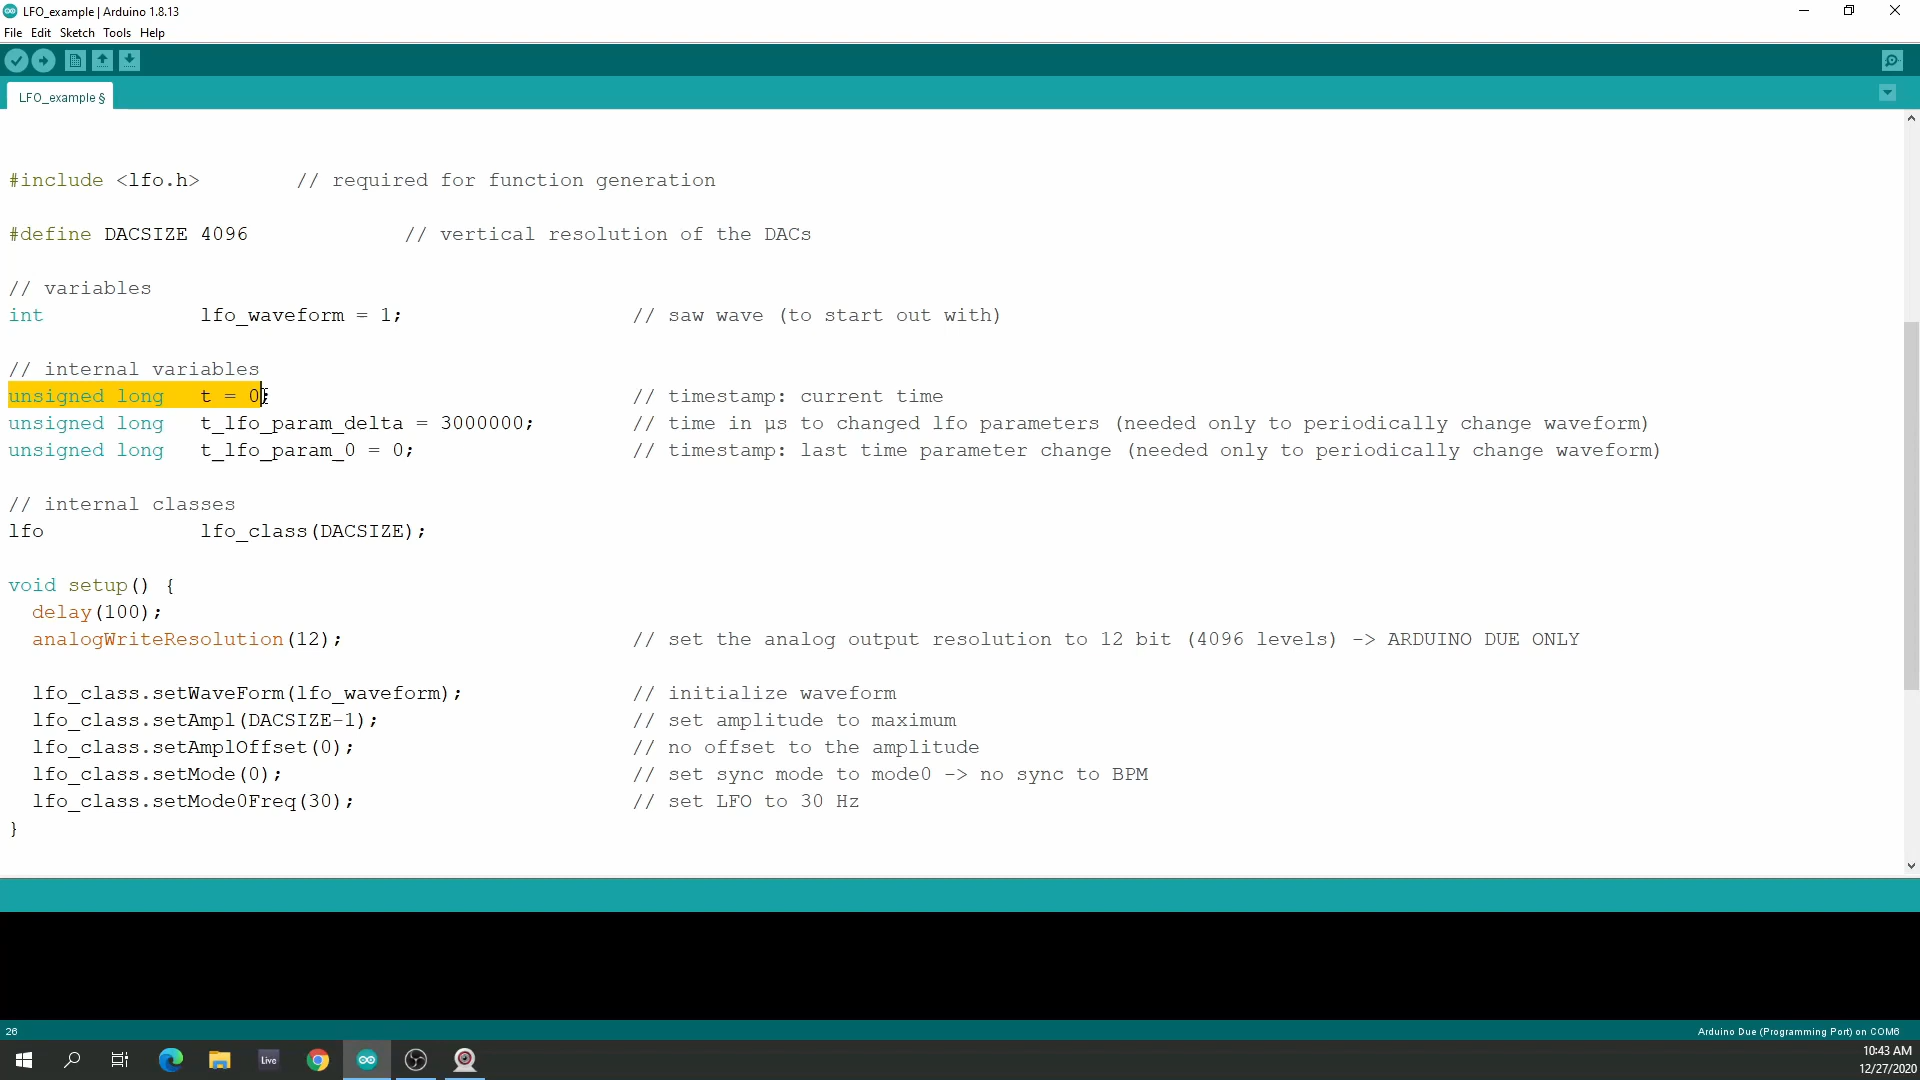 LFO_example | Arduino 1.8.13
File Edit Sketch Tools Help
LFO_example §
#include <lfo.h> // required for function generation
#define DACSIZE 4096 // vertical resolution of the DACs
// variables
int lfo_waveform = 1; // saw wave (to start out with)
// internal variables
unsigned long t = 0; // timestamp: current time
unsigned long t_lfo_param_delta = 3000000; // time in µs to changed lfo parameters (needed only to periodically change waveform)
unsigned long t_lfo_param_0 = 0; // timestamp: last time parameter change (needed only to periodically change waveform)
// internal classes
lfo lfo_class(DACSIZE);
void setup() {
delay(100);
analogWriteResolution(12); // set the analog output resolution to 12 bit (4096 levels) -> ARDUINO DUE ONLY
lfo_class.setWaveForm(lfo_waveform); // initialize waveform
lfo_class.setAmpl(DACSIZE-1); // set amplitude to maximum
lfo_class.setAmplOffset(0); // no offset to the amplitude
lfo_class.setMode(0); // set sync mode to mode0 -> no sync to BPM
lfo_class.setMode0Freq(30); // set LFO to 30 Hz
}
26 Arduino Due (Programming Port) on COM6
Live
10:43 AM
12/27/2020